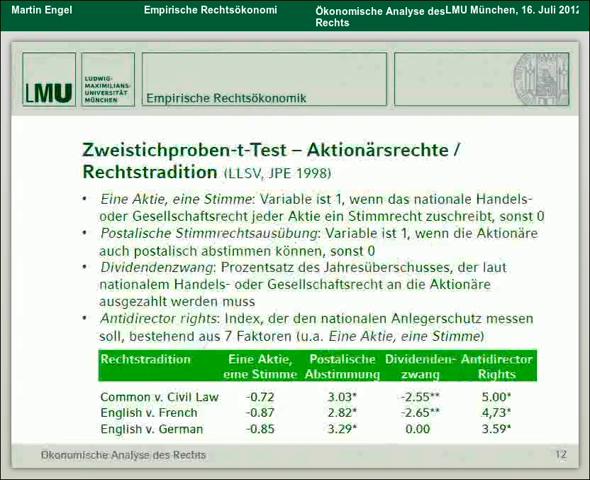 Martin Engel
Empirische Rechtsökonomi
Ökonomische Analyse des
Rechts
LMU München, 16. Juli 2012
LMU
LUDWIG-
MAXIMILIANS-
UNIVERSITÄT
MÜNCHEN
Empirische Rechtsökonomik
Zweistichproben-t-Test – Aktionärsrechte /
Rechtstradition (LLSV, JPE 1998)
• Eine Aktie, eine Stimme: Variable ist 1, wenn das nationale Handels-
oder Gesellschaftsrecht jeder Aktie ein Stimmrecht zuschreibt, sonst 0
• Postalische Stimmrechtsausübung: Variable ist 1, wenn die Aktionäre
auch postalisch abstimmen können, sonst 0
• Dividendenzwang: Prozentsatz des Jahresüberschusses, der laut
nationalem Handels- oder Gesellschaftsrecht an die Aktionäre
ausgezahlt werden muss
• Antidirector rights: Index, der den nationalen Anlegerschutz messen
soll, bestehend aus 7 Faktoren (u.a. Eine Aktie, eine Stimme)
Rechtstradition Eine Aktie, Postalische Dividenden- Antidirector
eine Stimme Abstimmung zwang Rights
Common v. Civil Law -0.72 3.03* -2.55** 5.00*
English v. French -0.87 2.82* -2.65** 4,73*
English v. German -0.85 3.29* 0.00 3.59*
Ökonomische Analyse des Rechts 12